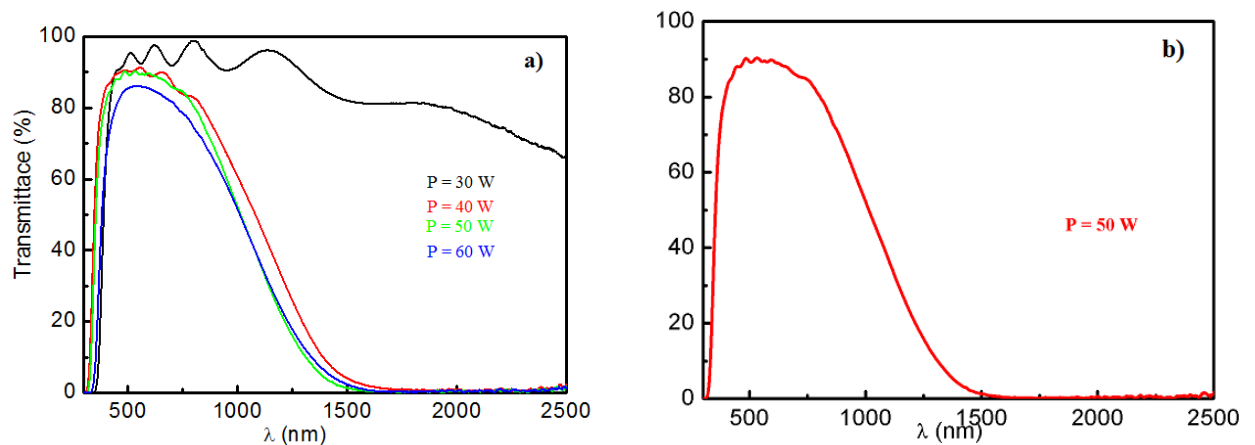 100
80
60
40
20
0
Transmittace (%)
a)
P = 30 W
P = 40 W
P = 50 W
P = 60 W
500 1000 1500 2000 2500
λ (nm)
b)
100
80
60
40
20
0
P = 50 W
500 1000 1500 2000 2500
λ (nm)